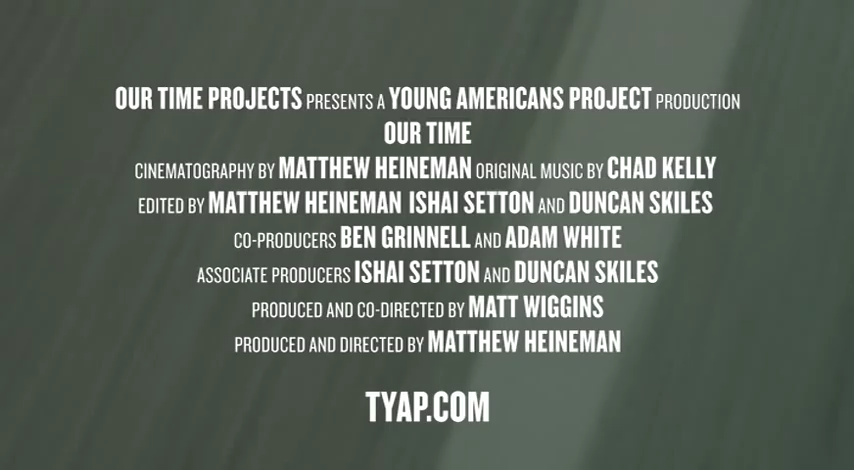 OUR TIME PROJECTS PRESENTS A YOUNG AMERICANS PROJECT PRODUCTION
OUR TIME
CINEMATOGRAPHY BY MATTHEW HEINEMAN ORIGINAL MUSIC BY CHAD KELLY
EDITED BY MATTHEW HEINEMAN ISHAI SETTON AND DUNCAN SKILES
CO-PRODUCERS BEN GRINNELL AND ADAM WHITE
ASSOCIATE PRODUCERS ISHAI SETTON AND DUNCAN SKILES
PRODUCED AND CO-DIRECTED BY MATT WIGGINS
PRODUCED AND DIRECTED BY MATTHEW HEINEMAN
TYAP.COM